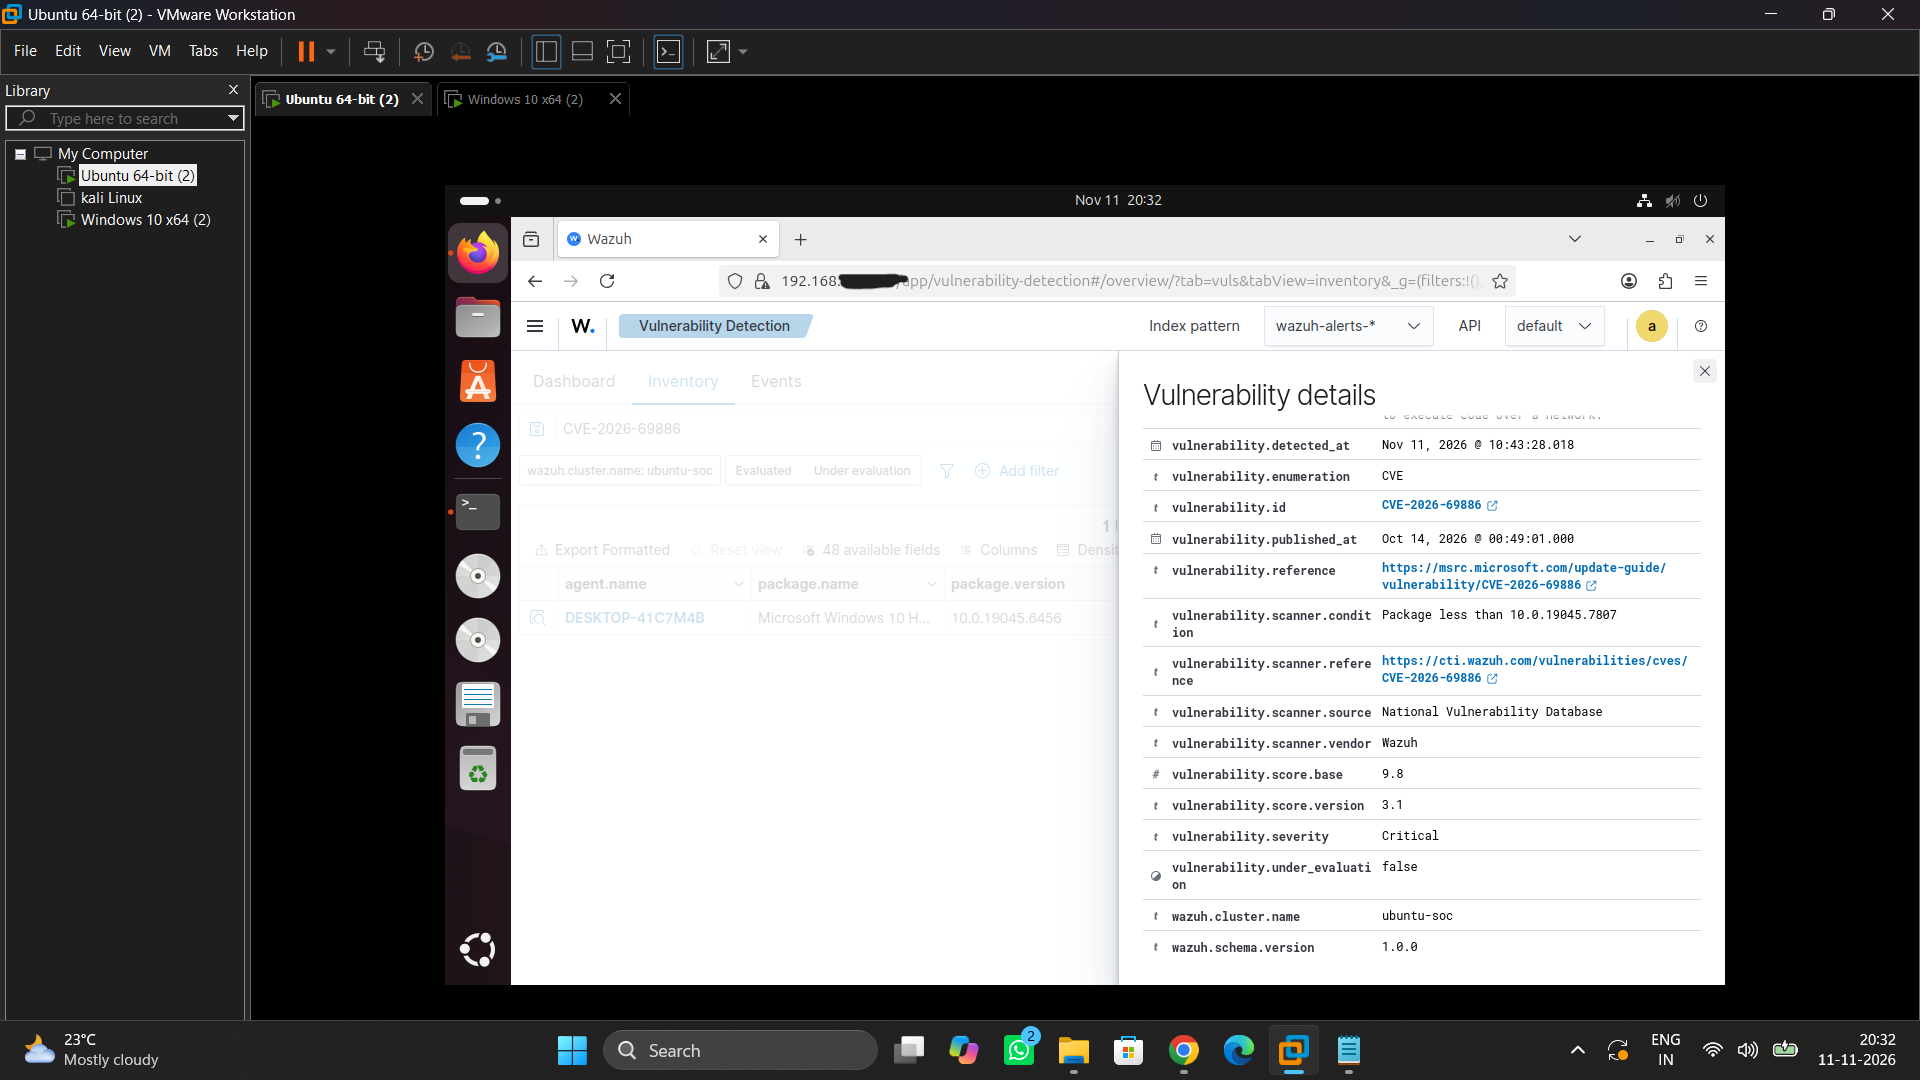 Ubuntu 64-bit (2) - VMware Workstation
File Edit View VM Tabs Help
Library
Type here to search
My Computer
Ubuntu 64-bit (2)
kali Linux
Windows 10 x64 (2)
Ubuntu 64-bit (2)
Windows 10 x64 (2)
Nov 11 20:32
Wazuh
192.168. app/vulnerability-detection#/overview/?tab=vuls&tabView=inventory&_g=(filters:!(),
W. Vulnerability Detection
Index pattern wazuh-alerts-* API default a
Dashboard Inventory Events
CVE-2026-69886
wazuh.cluster.name: ubuntu-soc Evaluated Under evaluation Add filter
1
Export Formatted Reset view 48 available fields Columns Densit
agent.name package.name package.version
DESKTOP-41C7M4B Microsoft Windows 10 H... 10.0.19045.6456
Vulnerability details
to execute code over a network.
vulnerability.detected_at Nov 11, 2026 @ 10:43:28.018
t vulnerability.enumeration CVE
t vulnerability.id CVE-2026-69886
vulnerability.published_at Oct 14, 2026 @ 00:49:01.000
t vulnerability.reference https://msrc.microsoft.com/update-guide/
vulnerability/CVE-2026-69886
t vulnerability.scanner.condit Package less than 10.0.19045.7807
ion
t vulnerability.scanner.refere https://cti.wazuh.com/vulnerabilities/cves/
nce CVE-2026-69886
t vulnerability.scanner.source National Vulnerability Database
t vulnerability.scanner.vendor Wazuh
# vulnerability.score.base 9.8
t vulnerability.score.version 3.1
t vulnerability.severity Critical
vulnerability.under_evaluati false
on
t wazuh.cluster.name ubuntu-soc
t wazuh.schema.version 1.0.0
23°C
Mostly cloudy
Search
2
ENG
IN
20:32
11-11-2026